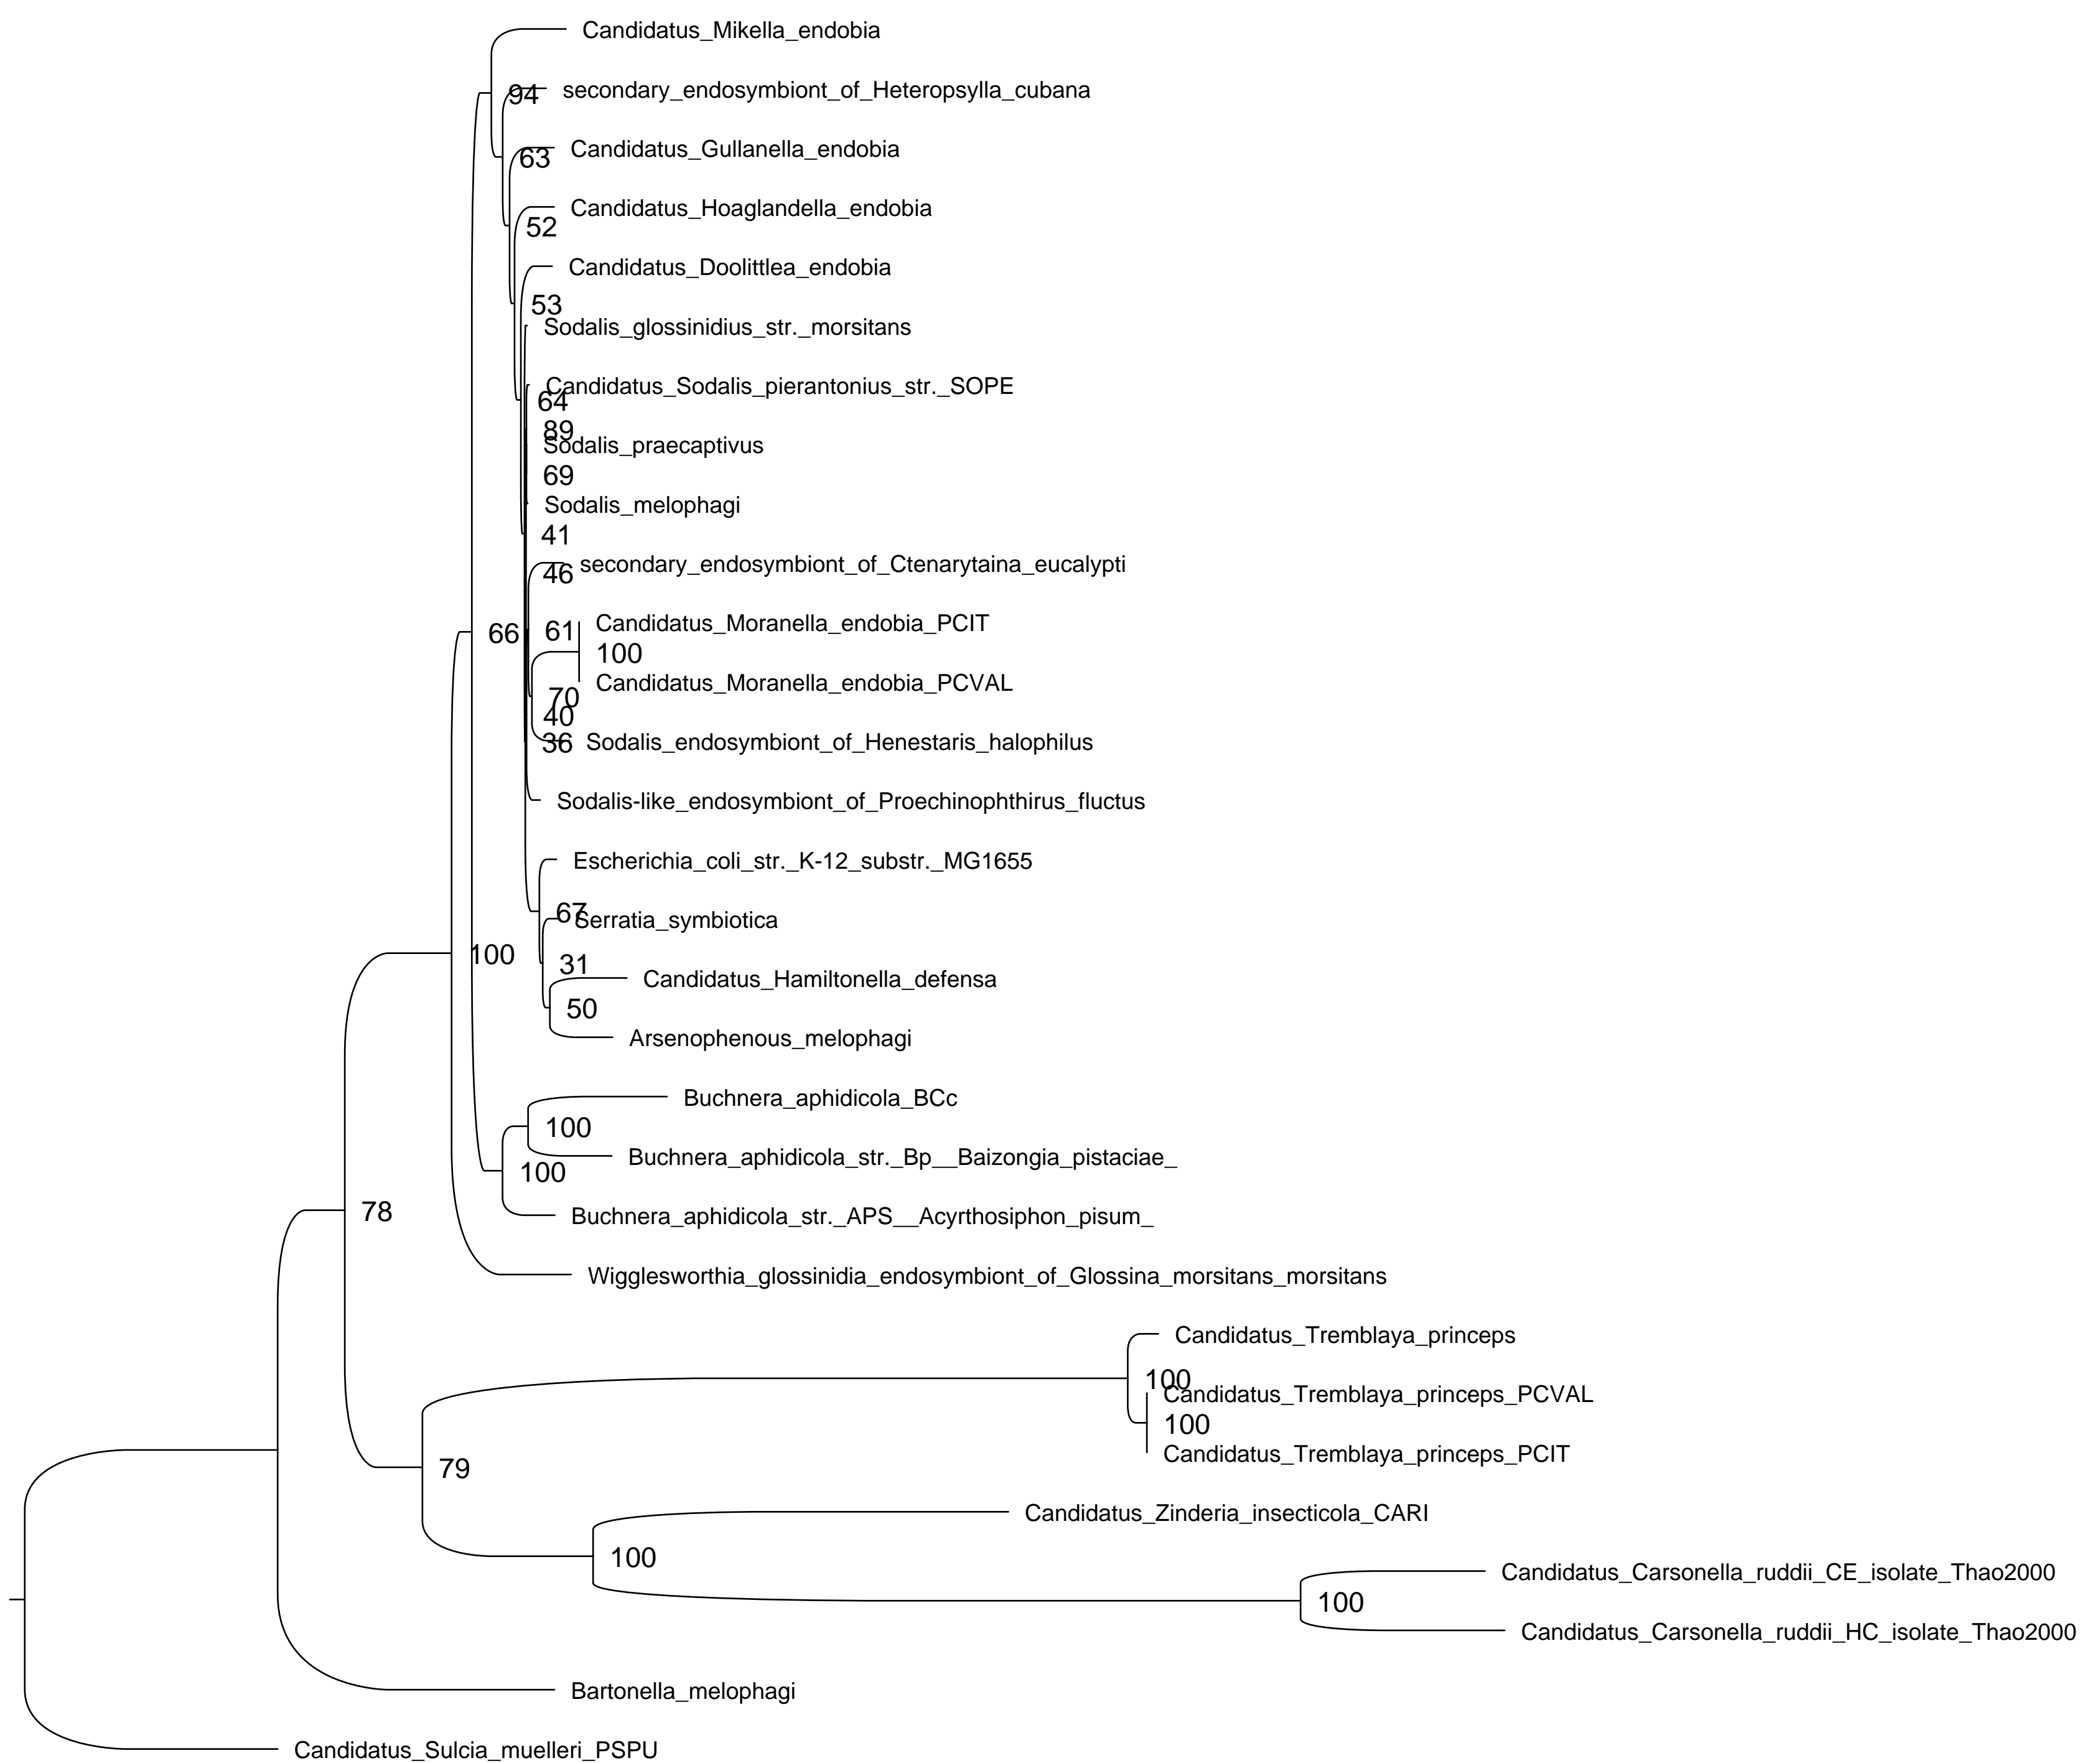 Candidatus_Mikella_endobia
94
secondary_endosymbiont_of_Heteropsylla_cubana
Candidatus_Gullanella_endobia
63
Candidatus_Hoaglandella_endobia
52
Candidatus_Doolittlea_endobia
53
Sodalis_glossinidius_str._morsitans
Candidatus_Sodalis_pierantonius_str._SOPE
64
89
Sodalis_praecaptivus
69
Sodalis_melophagi
41
secondary_endosymbiont_of_Ctenarytaina_eucalypti
46
Candidatus_Moranella_endobia_PCIT
66
61
100
Candidatus_Moranella_endobia_PCVAL
70
40
36
Sodalis_endosymbiont_of_Henestaris_halophilus
Sodalis-like_endosymbiont_of_Proechinophthirus_fluctus
Escherichia_coli_str._K-12_substr._MG1655
67
Serratia_symbiotica
100
31
Candidatus_Hamiltonella_defensa
50
Arsenophenous_melophagi
Buchnera_aphidicola_BCc
100
Buchnera_aphidicola_str._Bp__Baizongia_pistaciae_
100
78
Buchnera_aphidicola_str._APS__Acyrthosiphon_pisum_
Wigglesworthia_glossinidia_endosymbiont_of_Glossina_morsitans_morsitans
Candidatus_Tremblaya_princeps
100
Candidatus_Tremblaya_princeps_PCVAL
100
Candidatus_Tremblaya_princeps_PCIT
79
Candidatus_Zinderia_insecticola_CARI
100
Candidatus_Carsonella_ruddii_CE_isolate_Thao2000
100
Candidatus_Carsonella_ruddii_HC_isolate_Thao2000
Bartonella_melophagi
Candidatus_Sulcia_muelleri_PSPU